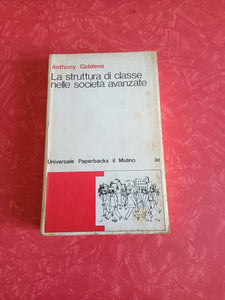 Anthony Giddens
La struttura di classe
nelle società avanzate
Universale Paperbacks il Mulino 30